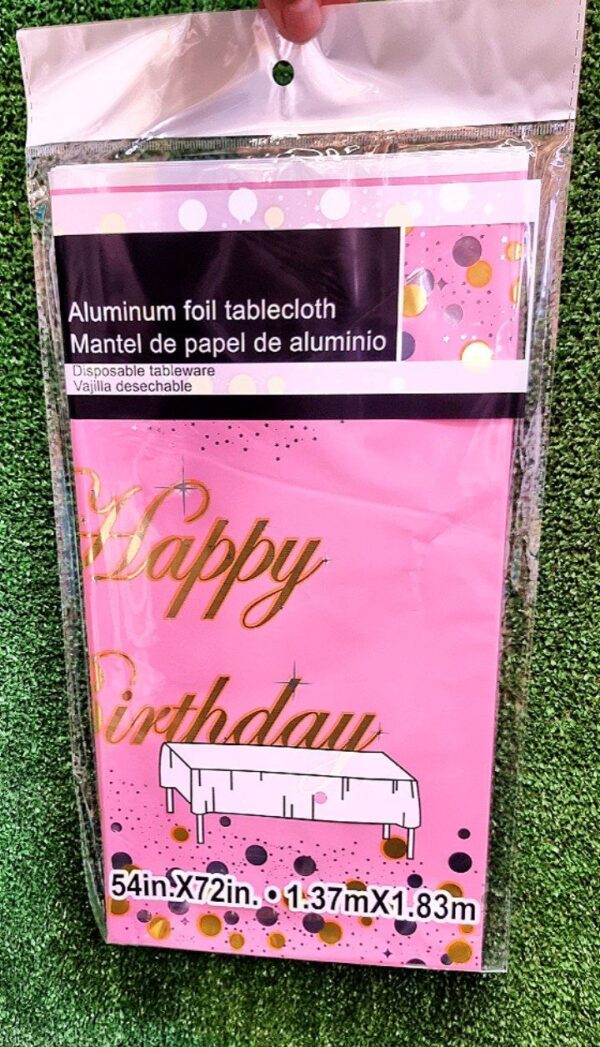 Aluminum foil tablecloth
Mantel de papel de aluminio
Disposable tableware
Vajilla desechable
Happy
Birthday
54in.X72in. • 1.37mX1.83m